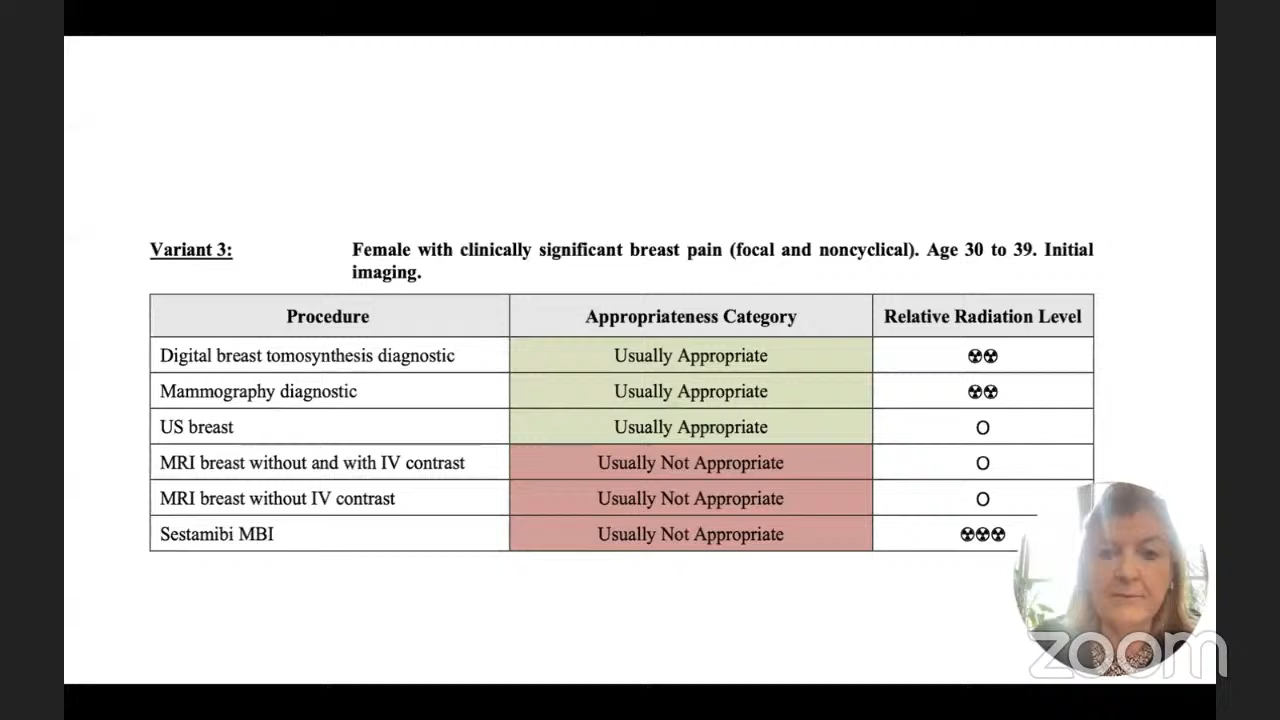 Variant 3: Female with clinically significant breast pain (focal and noncyclical). Age 30 to 39. Initial
imaging.
Procedure Appropriateness Category Relative Radiation Level
Digital breast tomosynthesis diagnostic Usually Appropriate ☢☢
Mammography diagnostic Usually Appropriate ☢☢
US breast Usually Appropriate O
MRI breast without and with IV contrast Usually Not Appropriate O
MRI breast without IV contrast Usually Not Appropriate O
Sestamibi MBI Usually Not Appropriate ☢☢☢
zoom